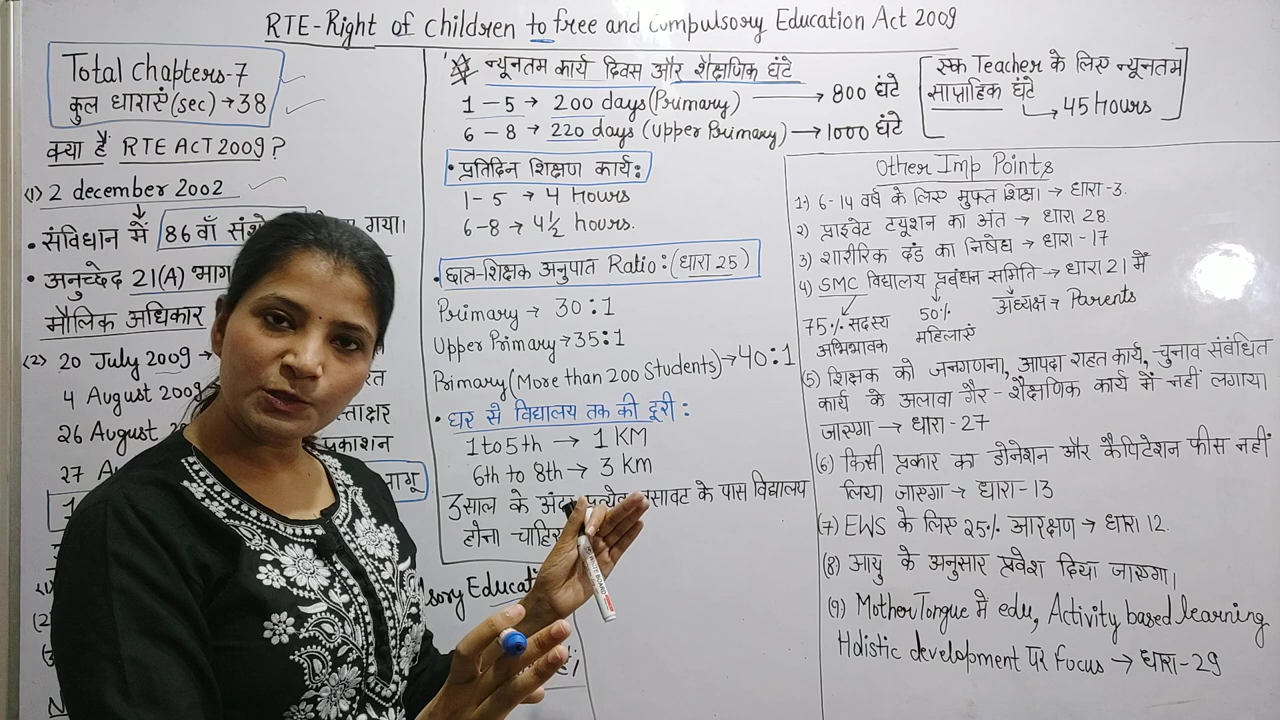 RTE-Right of children to free and compulsory Education Act 2009
Total Chapters-7
कुल धाराएं (sec) → 38
क्या है RTE ACT 2009?
(1) 2 december 2002
• संविधान में 86 वाँ गया।
• अनुच्छेद 21(A) भाग
मौलिक अधिकार
(2) 20 July 2009 →
4 August 2009
26 August
27
न्यूनतम कार्य दिवस और शैक्षणिक घंटे
1-5 → 200 days (Primary) → 800 घंटे
6-8 → 220 days (Upper Primary) → 1000 घंटे
एक Teacher के लिए न्यूनतम
साप्ताहिक घंटे
→ 45 Hours
• प्रतिदिन शिक्षण कार्य:
1-5 → 4 Hours
6-8 → 4½ hours.
• छात्र-शिक्षक अनुपात Ratio: (धारा 25)
Primary → 30:1
Upper Primary → 35:1
Primary (More than 200 Students) → 40:1
• घर से विद्यालय तक की दूरी:
1 to 5th → 1 KM
6th to 8th → 3 km
3 साल के अंदर प्रत्येक बसावट के पास विद्यालय
होना चाहिए
Other Imp Points
1) 6-14 वर्ष के लिए मुफ्त शिक्षा → धारा-3.
2) प्राइवेट ट्यूशन का अंत → धारा 28.
3) शारीरिक दंड का निषेध → धारा-17
4) SMC विद्यालय प्रबंधन समिति → धारा 21 में
75% सदस्य
अभिभावक
50%
महिलाएं
अध्यक्ष → Parents
(5) शिक्षक को जनगणना, आपदा राहत कार्य, चुनाव संबंधित
कार्य के अलावा गैर-शैक्षणिक कार्य में नहीं लगाया
जाएगा → धारा-27
(6) किसी प्रकार का डोनेशन और कैपिटेशन फीस नहीं
लिया जाएगा → धारा-13
(7) EWS के लिए 25% आरक्षण → धारा 12.
(8) आयु के अनुसार प्रवेश दिया जाएगा।
(9) Mother Tongue में edu, Activity based learning
Holistic development पर focus → धारा-29